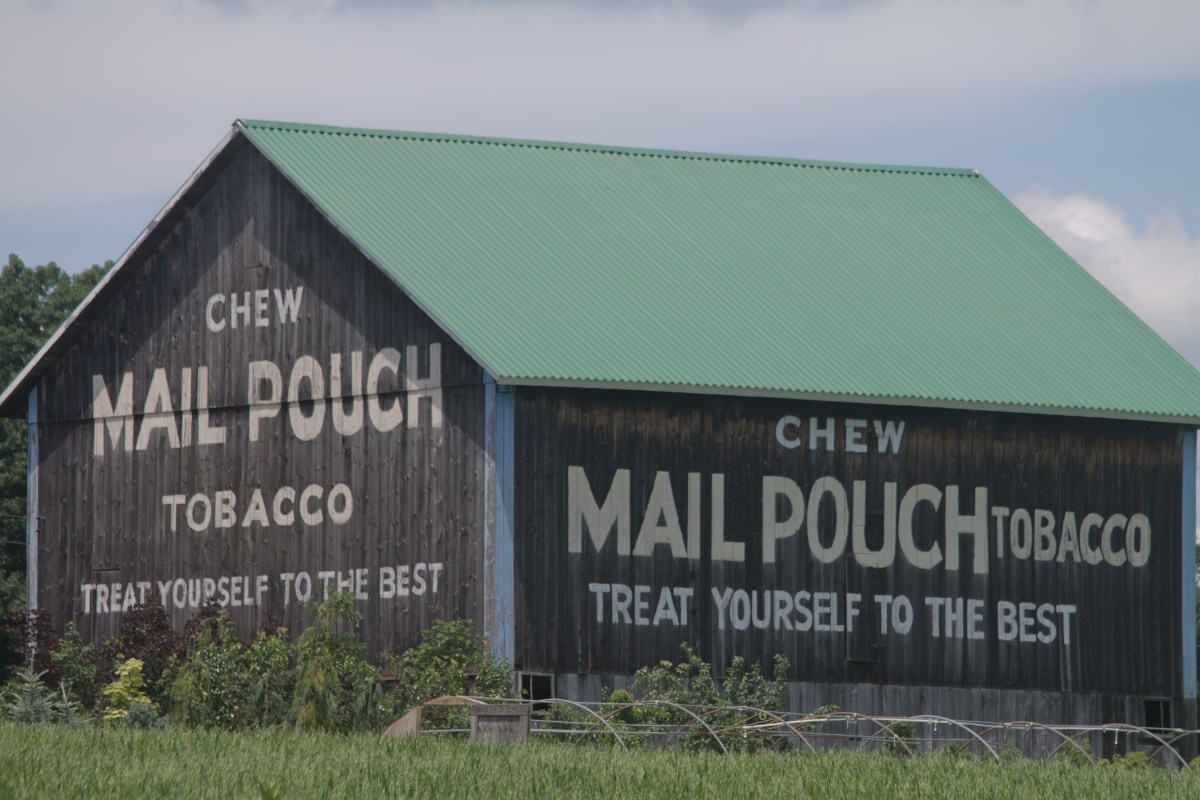 CHEW
MAIL POUCH
TOBACCO
TREAT YOURSELF TO THE BEST
CHEW
MAIL POUCH TOBACCO
TREAT YOURSELF TO THE BEST